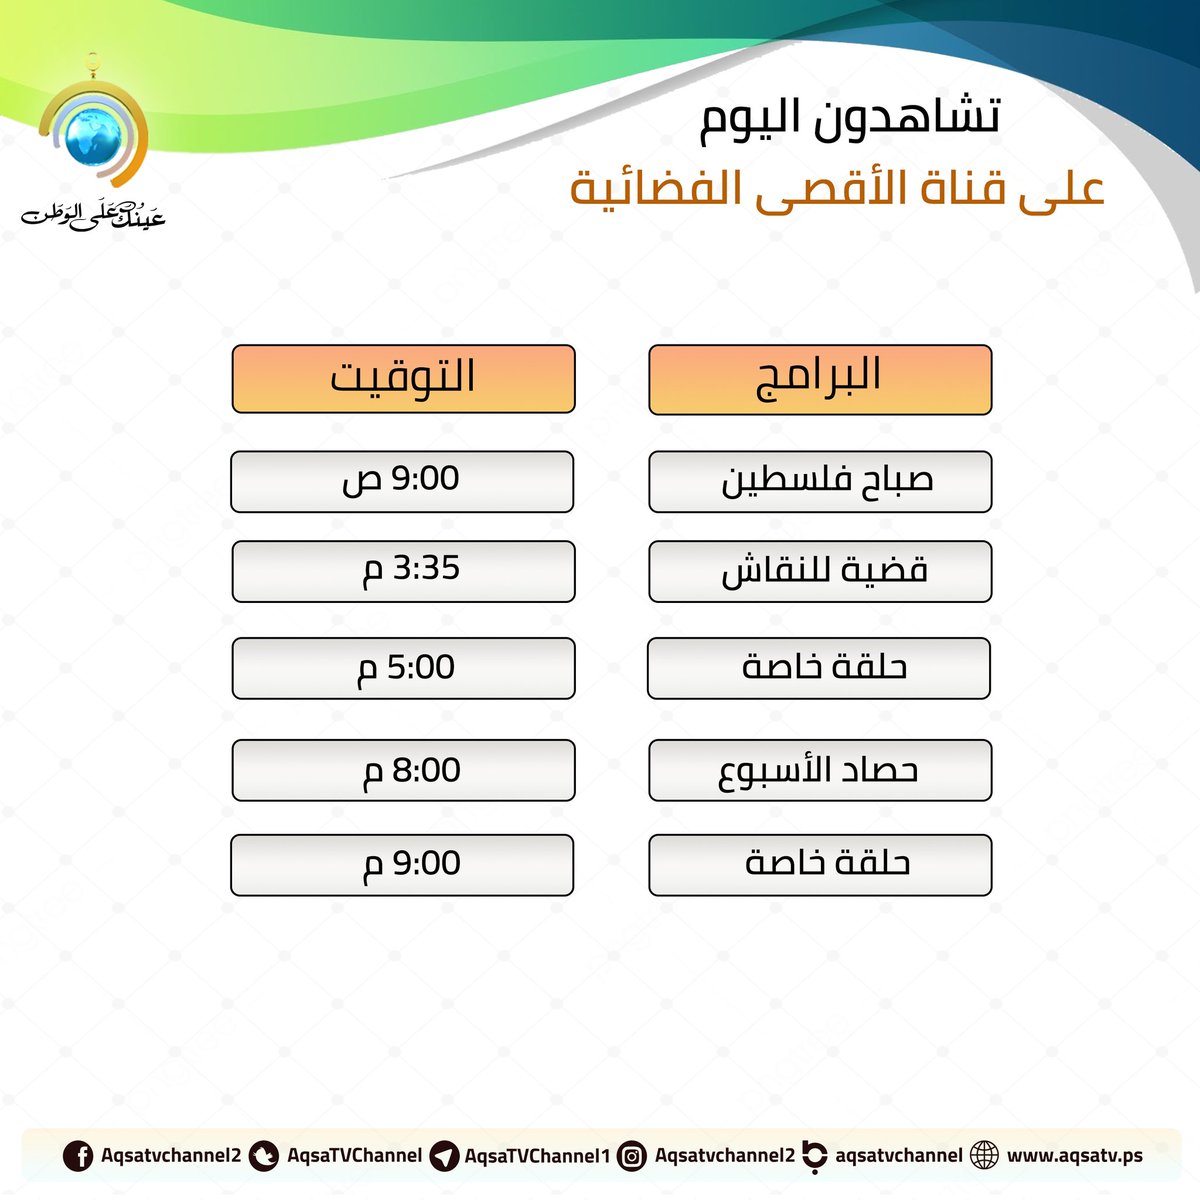 تشاهدون اليوم
على قناة الأقصى الفضائية
عينك على الوطن
البرامج التوقيت
صباح فلسطين 9:00 ص
قضية للنقاش 3:35 م
حلقة خاصة 5:00 م
حصاد الأسبوع 8:00 م
حلقة خاصة 9:00 م
Aqsatvchannel2 AqsaTVChannel AqsaTVChannel1 Aqsatvchannel2 aqsatvchannel www.aqsatv.ps